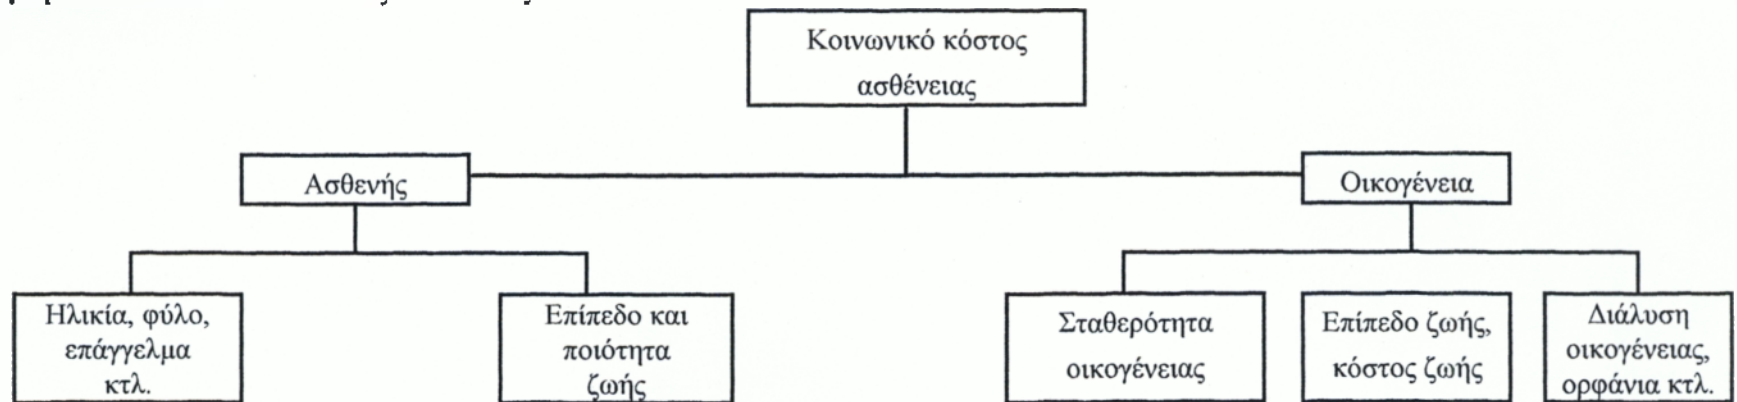 Κοινωνικό κόστος
ασθένειας
Ασθενής
Οικογένεια
Ηλικία, φύλο,
επάγγελμα
κτλ.
Επίπεδο και
ποιότητα
ζωής
Σταθερότητα
οικογένειας
Επίπεδο ζωής,
κόστος ζωής
Διάλυση
οικογένειας,
ορφάνια κτλ.